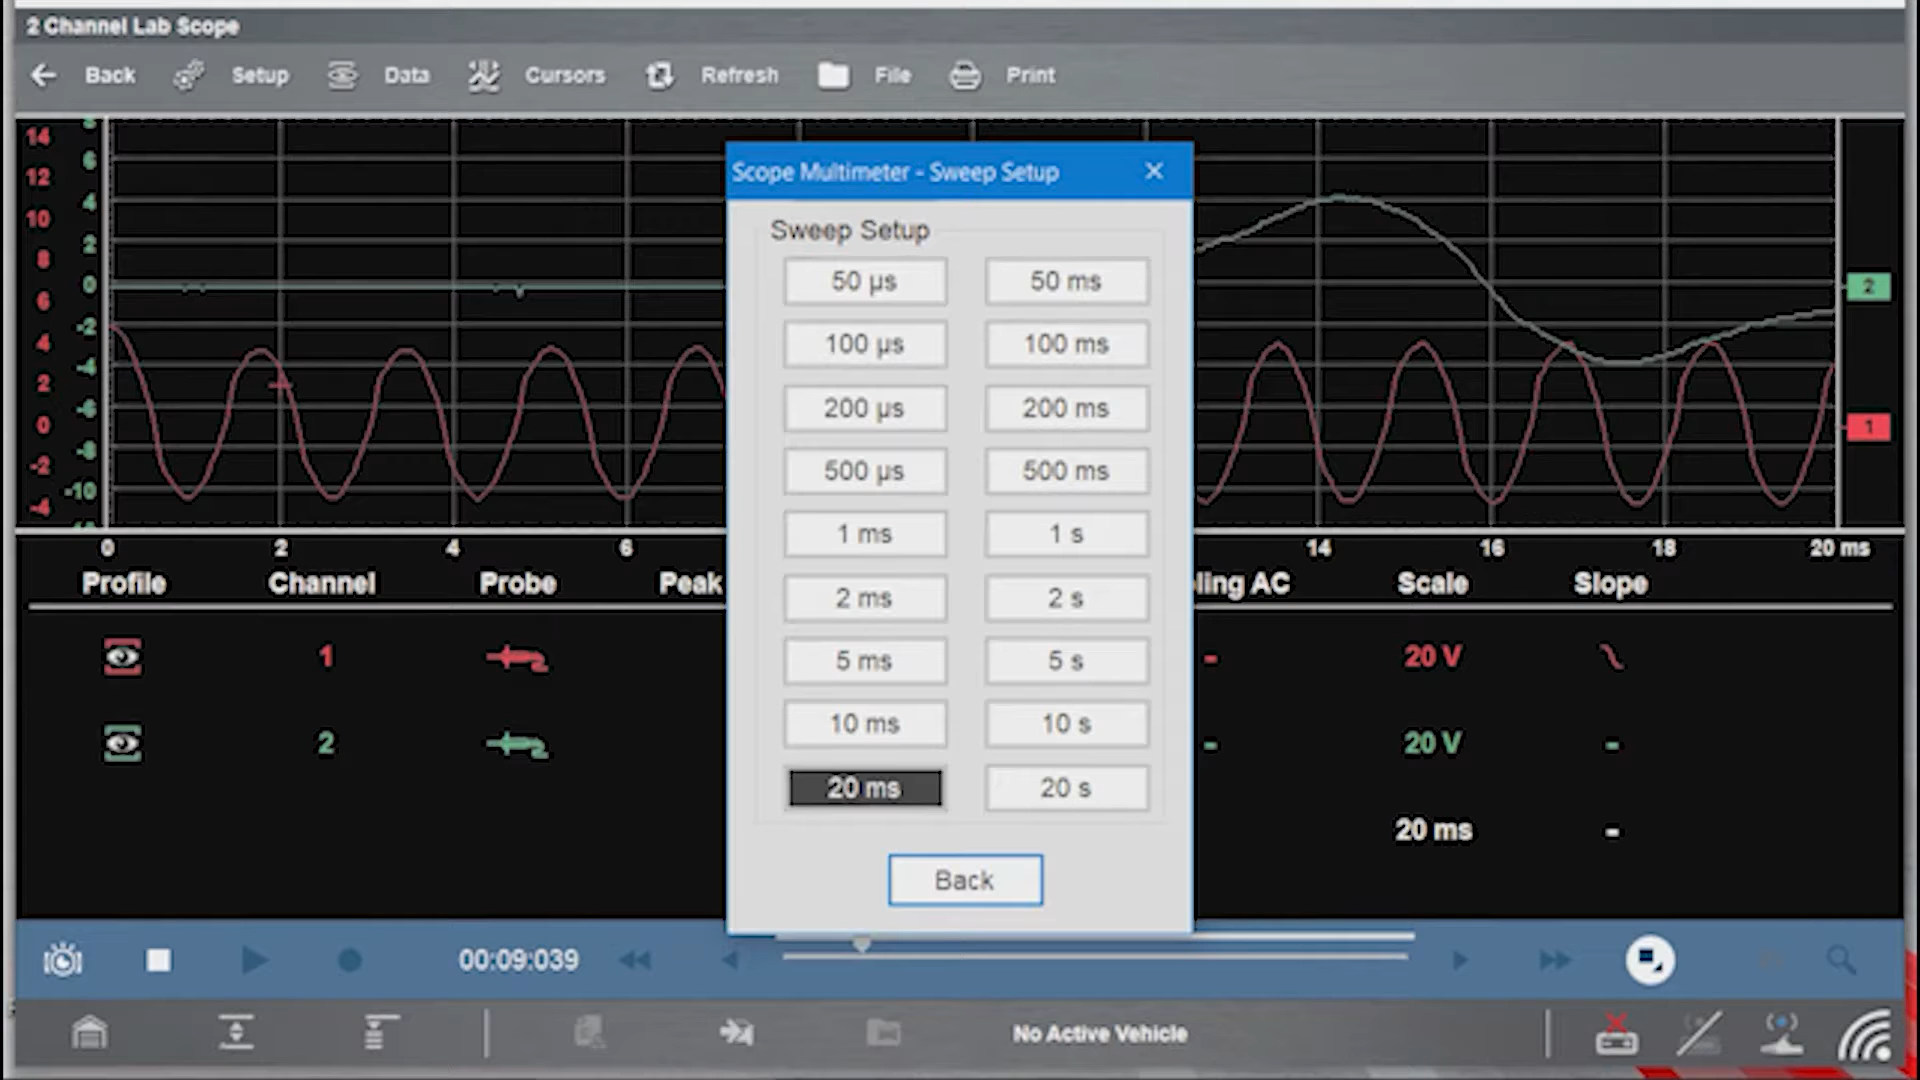 2 Channel Lab Scope
Back Setup Data Cursors Refresh File Print
Scope Multimeter - Sweep Setup
Sweep Setup
50 µs 50 ms
100 µs 100 ms
200 µs 200 ms
500 µs 500 ms
1 ms 1 s
2 ms 2 s
5 ms 5 s
10 ms 10 s
20 ms 20 s
Back
14
12
10
8
6
4
2
0
-2
-4
6
4
2
0
-2
-4
-6
-8
-10
2
1
0 2 4 6 14 16 18 20 ms
Profile Channel Probe Peak ling AC Scale Slope
1 - 20 V
2 - 20 V -
20 ms -
00:09:039
No Active Vehicle